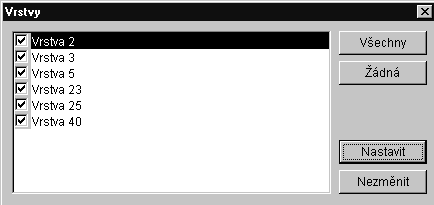 Vrstvy
Vrstva 2
Vrstva 3
Vrstva 5
Vrstva 23
Vrstva 25
Vrstva 40
Všechny
Žádná
Nastavit
Nezměnit